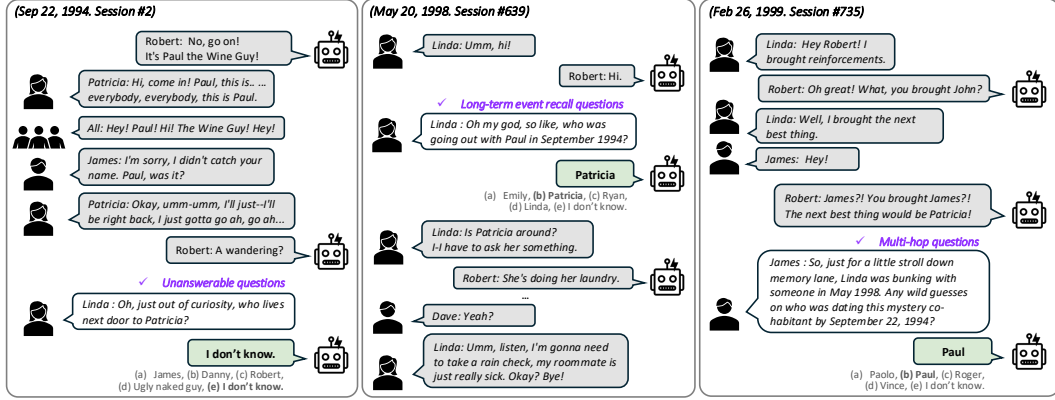 (Sep 22, 1994. Session #2)
Robert: No, go on!
It's Paul the Wine Guy!
Patricia: Hi, come in! Paul, this is.. ...
everybody, everybody, this is Paul.
All: Hey! Paul! Hi! The Wine Guy! Hey!
James: I'm sorry, I didn't catch your
name. Paul, was it?
Patricia: Okay, umm-umm, I'll just--I'll
be right back, I just gotta go ah, go ah...
Robert: A wandering?
✓ Unanswerable questions
Linda : Oh, just out of curiosity, who lives
next door to Patricia?
I don't know.
(a) James, (b) Danny, (c) Robert,
(d) Ugly naked guy, (e) I don't know.
(May 20, 1998. Session #639)
Linda: Umm, hi!
Robert: Hi.
✓ Long-term event recall questions
Linda : Oh my god, so like, who was
going out with Paul in September 1994?
Patricia
(a) Emily, (b) Patricia, (c) Ryan,
(d) Linda, (e) I don't know.
Linda: Is Patricia around?
I-I have to ask her something.
Robert: She's doing her laundry.
...
Dave: Yeah?
Linda: Umm, listen, I'm gonna need
to take a rain check, my roommate is
just really sick. Okay? Bye!
(Feb 26, 1999. Session #735)
Linda: Hey Robert! I
brought reinforcements.
Robert: Oh great! What, you brought John?
Linda: Well, I brought the next
best thing.
James: Hey!
Robert: James?! You brought James?!
The next best thing would be Patricia!
✓ Multi-hop questions
James : So, just for a little stroll down
memory lane, Linda was bunking with
someone in May 1998. Any wild guesses
on who was dating this mystery co-
habitant by September 22, 1994?
Paul
(a) Paolo, (b) Paul, (c) Roger,
(d) Vince, (e) I don't know.